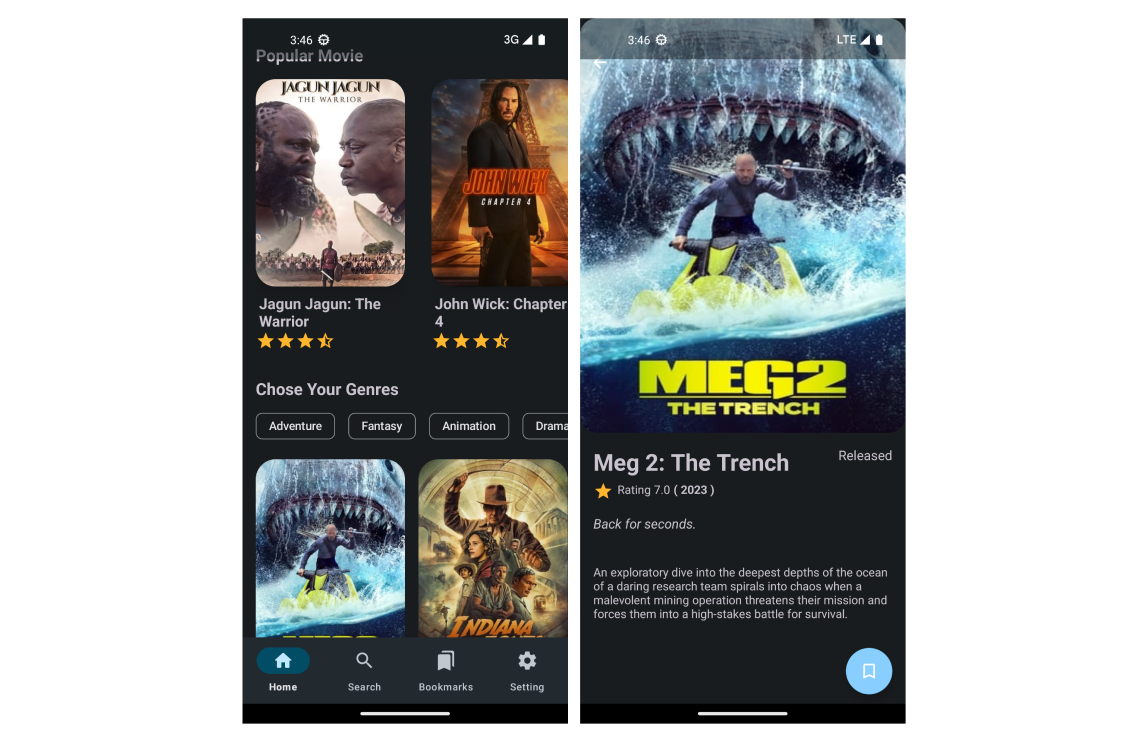 3:46
3G
Popular Movie
JAGUN JAGUN
THE WARRIOR
JOHN WICK
CHAPTER 4
Jagun Jagun: The
Warrior
John Wick: Chapter
4
Chose Your Genres
Adventure
Fantasy
Animation
Drama
INDIANA
Home
Search
Bookmarks
Setting
3:46
LTE
MEG2
THE TRENCH
Meg 2: The Trench
Released
Rating 7.0 ( 2023 )
Back for seconds.
An exploratory dive into the deepest depths of the ocean
of a daring research team spirals into chaos when a
malevolent mining operation threatens their mission and
forces them into a high-stakes battle for survival.